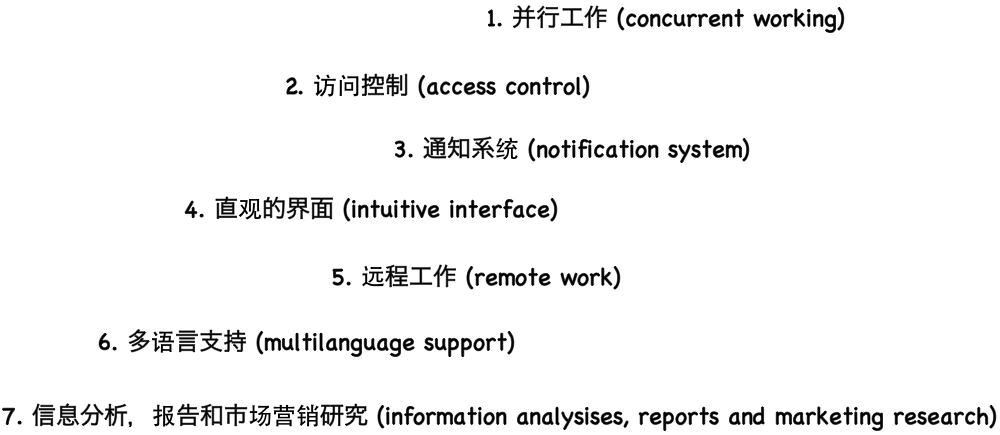 1. 并行工作 (concurrent working)
2. 访问控制 (access control)
3. 通知系统 (notification system)
4. 直观的界面 (intuitive interface)
5. 远程工作 (remote work)
6. 多语言支持 (multilanguage support)
7. 信息分析，报告和市场营销研究 (information analysises, reports and marketing research)